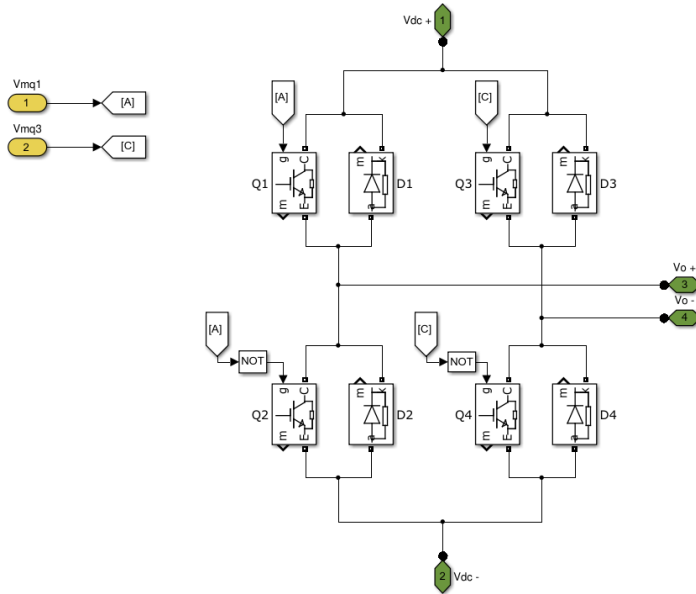 Vdc +
1
Vmq1
1
[A]
Vmq3
2
[C]
[A]
[C]
g
C
m
k
g
C
m
k
Q1
D1
Q3
D3
m
E
a
m
E
a
Vo +
3
Vo -
4
[A]
[C]
NOT
NOT
g
C
m
k
g
C
m
k
Q2
D2
Q4
D4
m
E
a
m
E
a
2
Vdc -